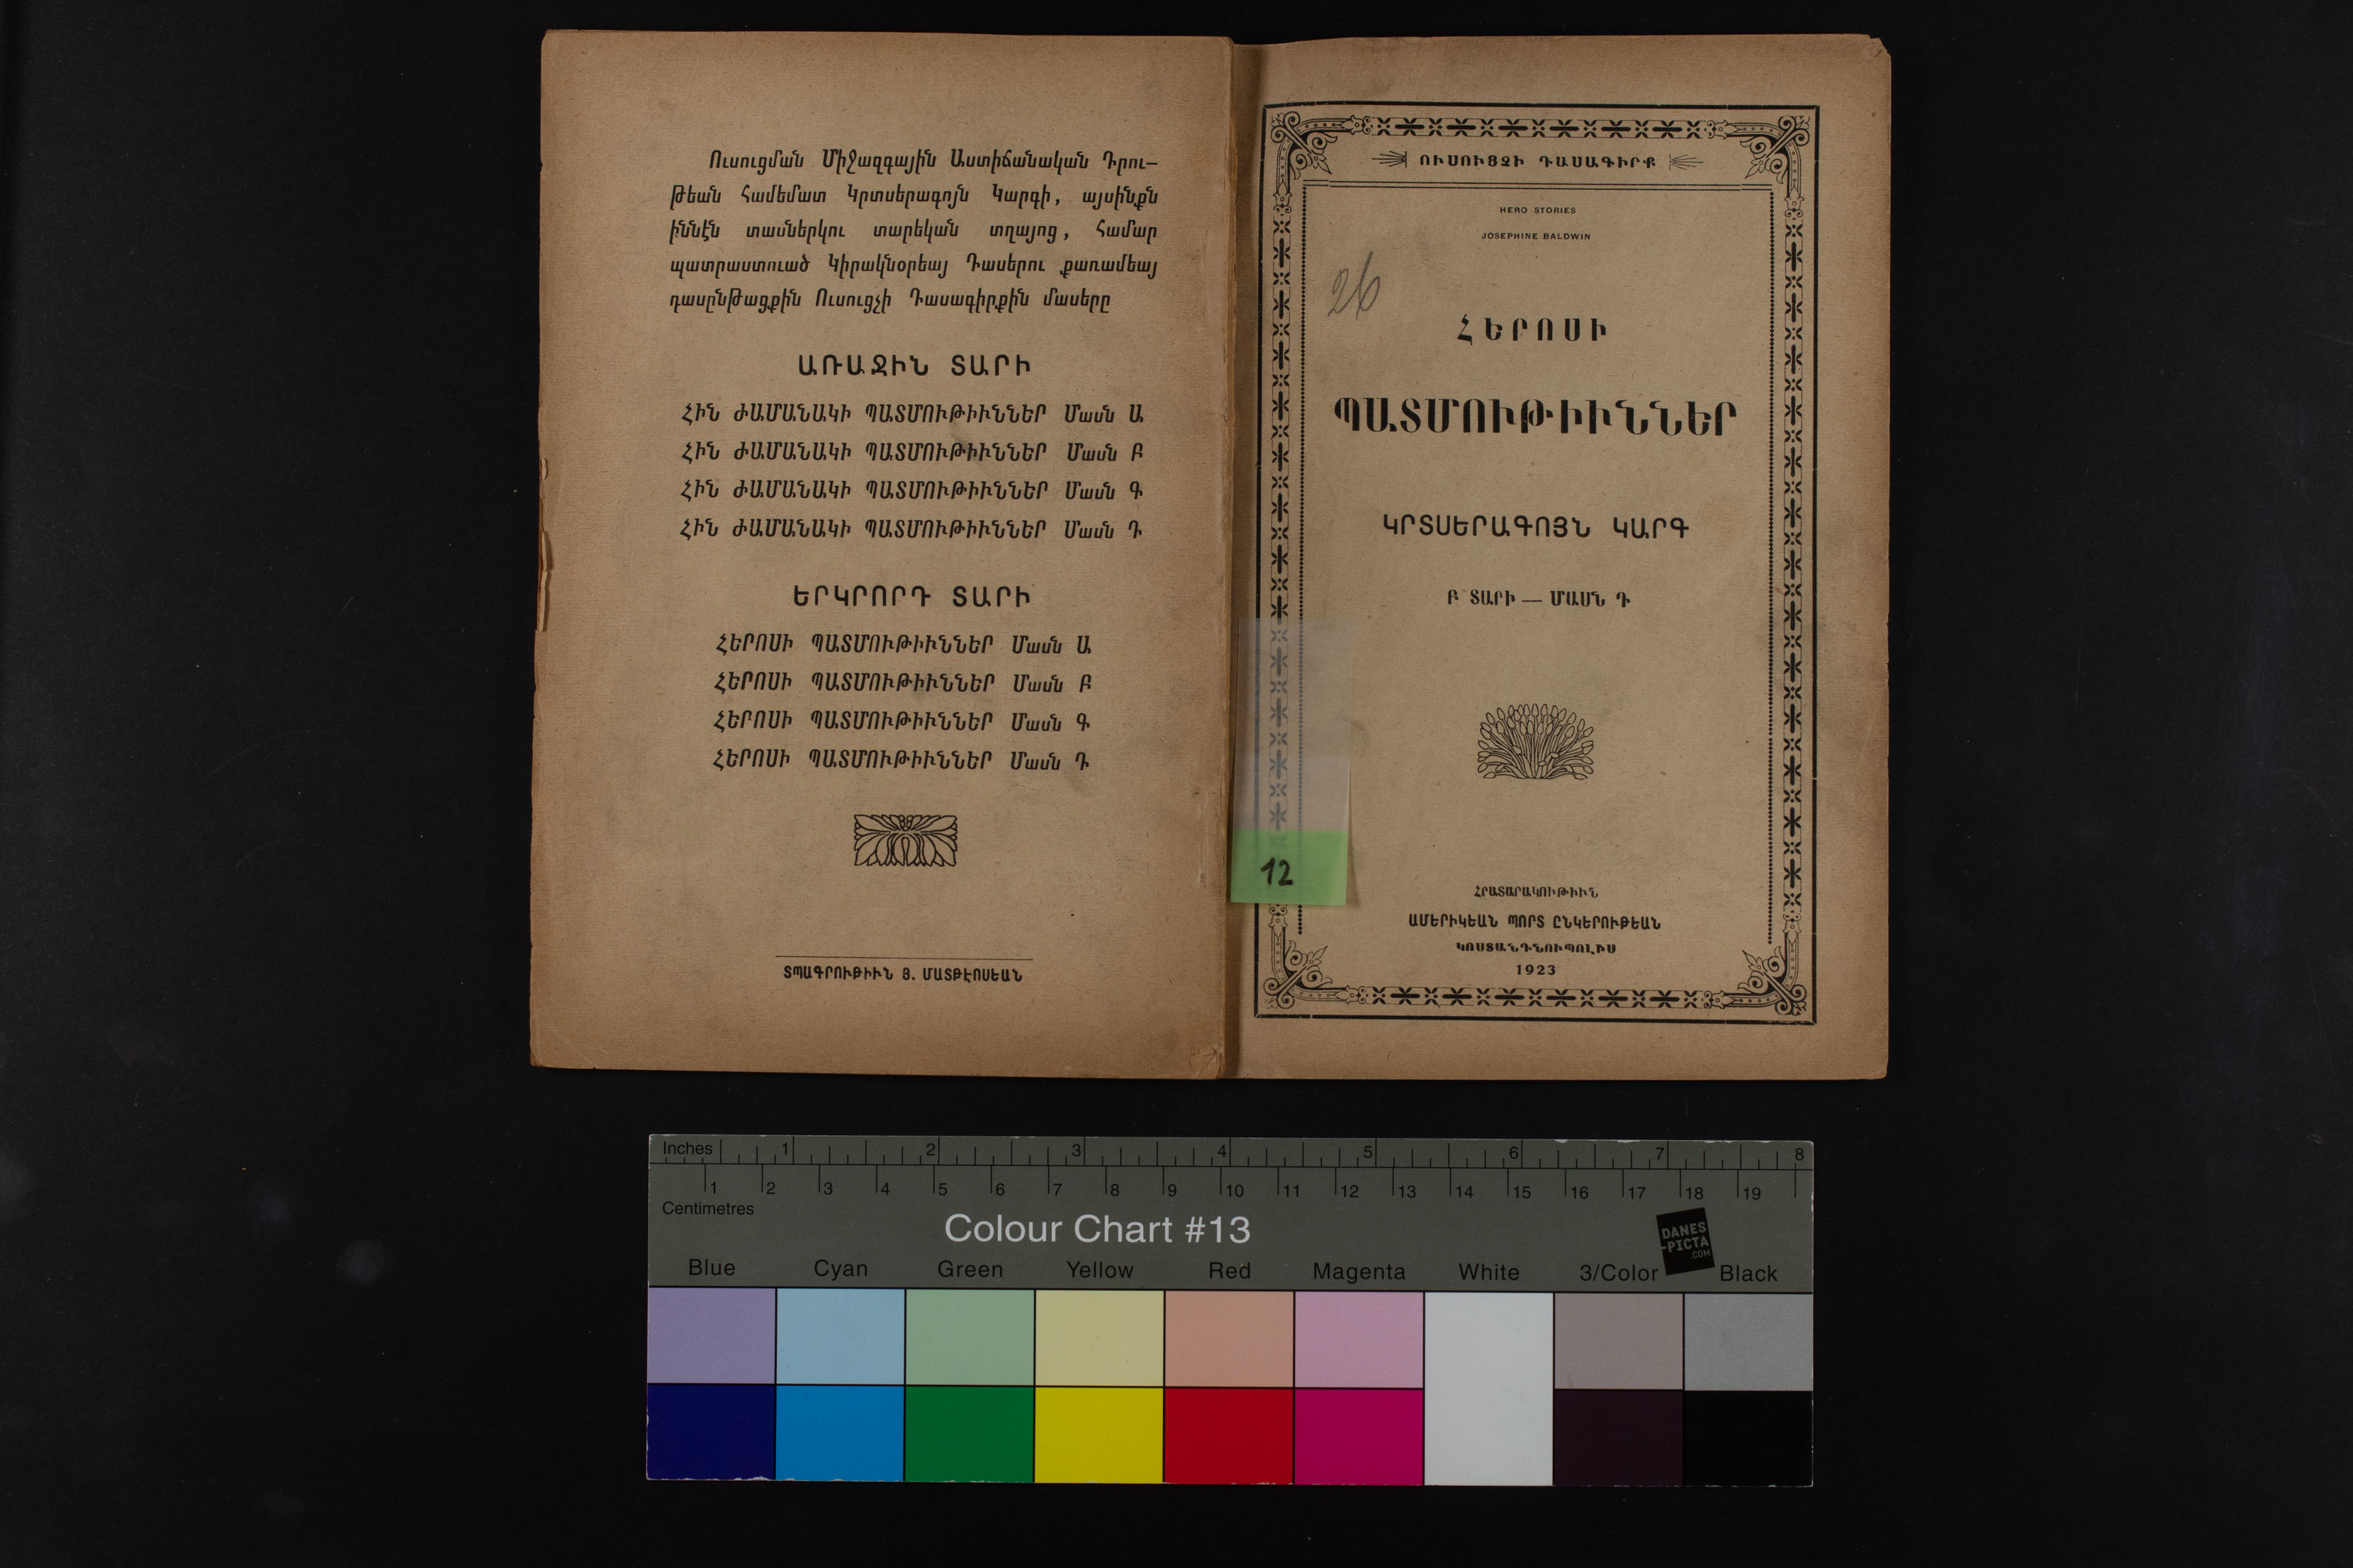 Ուսուցման Միջազգային Աստիճանական Դրու—
թեան Համեմատ Կրտսերագոյն Կարգի, այսինքն
իննէն տասներկու տարեկան տղայոց, Համար
պատրաստուած Կիրակնօրեայ Դասերու քառամեայ
դասընթացքին Ուսուցչի Դասագիրքին մասերը
ԱՌԱՋԻՆ ՏԱՐԻ
ՀԻՆ ԺԱՄԱՆԱԿԻ ՊԱՏՄՈՒԹԻՒՆՆԵՐ Մասն Ա
ՀԻՆ ԺԱՄԱՆԱԿԻ ՊԱՏՄՈՒԹԻՒՆՆԵՐ Մասն Բ
ՀԻՆ ԺԱՄԱՆԱԿԻ ՊԱՏՄՈՒԹԻՒՆՆԵՐ Մասն Գ
ՀԻՆ ԺԱՄԱՆԱԿԻ ՊԱՏՄՈՒԹԻՒՆՆԵՐ Մասն Դ
ԵՐԿՐՈՐԴ ՏԱՐԻ
ՀԵՐՈՍԻ ՊԱՏՄՈՒԹԻՒՆՆԵՐ Մասն Ա
ՀԵՐՈՍԻ ՊԱՏՄՈՒԹԻՒՆՆԵՐ Մասն Բ
ՀԵՐՈՍԻ ՊԱՏՄՈՒԹԻՒՆՆԵՐ Մասն Գ
ՀԵՐՈՍԻ ՊԱՏՄՈՒԹԻՒՆՆԵՐ Մասն Դ
ՏՊԱԳՐՈՒԹԻՒՆ Յ. ՄԱՏԹԷՈՍԵԱՆ
ՈՒՍՈՒՑՉԻ ԴԱՍԱԳԻՐՔ
HERO STORIES
JOSEPHINE BALDWIN
26
ՀԵՐՈՍԻ
ՊԱՏՄՈՒԹԻՒՆՆԵՐ
ԿՐՏՍԵՐԱԳՈՅՆ ԿԱՐԳ
Բ ՏԱՐԻ — ՄԱՍՆ Դ
12
ՀՐԱՏԱՐԱԿՈՒԹԻՒՆ
ԱՄԵՐԻԿԵԱՆ ՊՈՐՏ ԸՆԿԵՐՈՒԹԵԱՆ
ԿՈՍՏԱՆԴՆՈՒՊՈԼԻՍ
1923
Inches 1 2 3 4 5 6 7 8
1 2 3 4 5 6 7 8 9 10 11 12 13 14 15 16 17 18 19
Centimetres
Colour Chart #13
DANES
-PICTA
.COM
Blue Cyan Green Yellow Red Magenta White 3/Color Black